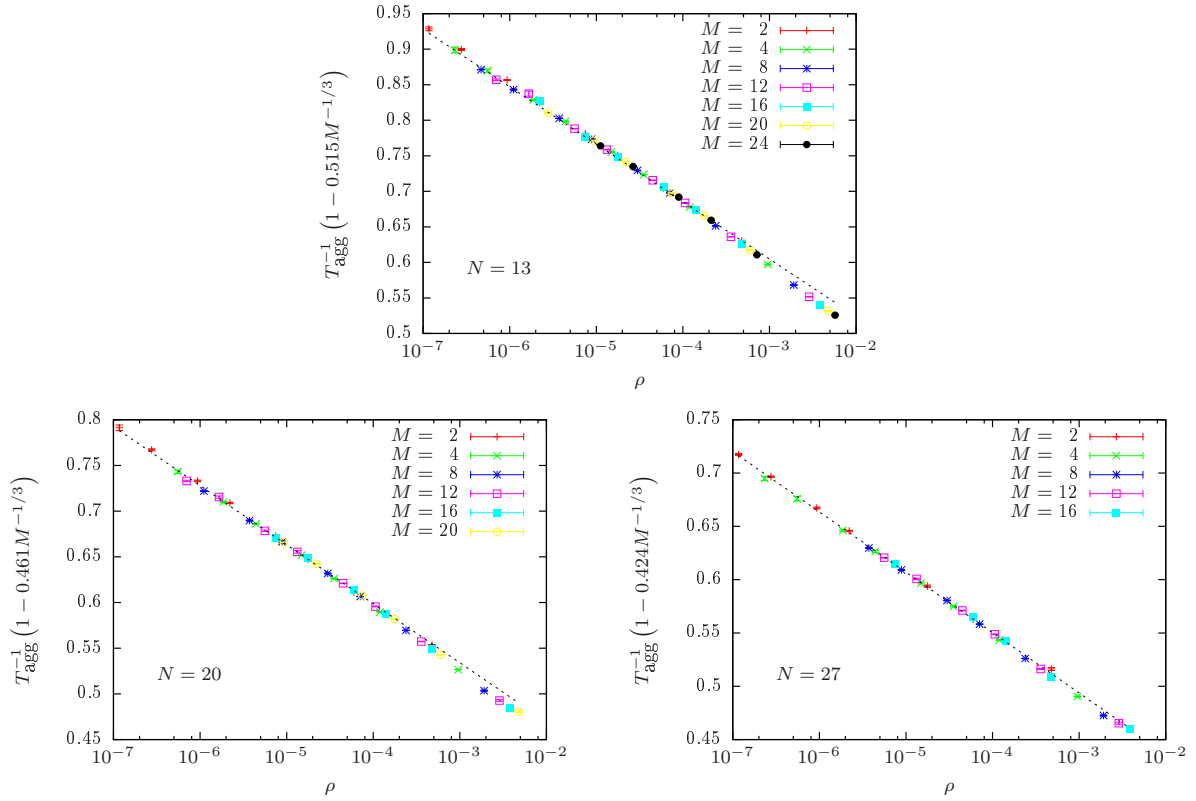 0.95
0.9
0.85
0.8
0.75
0.7
0.65
0.6
0.55
0.5
T_agg^{-1} (1 − 0.515M^{−1/3})
M = 2
M = 4
M = 8
M = 12
M = 16
M = 20
M = 24
N = 13
10^{−7} 10^{−6} 10^{−5} 10^{−4} 10^{−3} 10^{−2}
ρ
0.8
0.75
0.7
0.65
0.6
0.55
0.5
0.45
T_agg^{-1} (1 − 0.461M^{−1/3})
M = 2
M = 4
M = 8
M = 12
M = 16
M = 20
N = 20
10^{−7} 10^{−6} 10^{−5} 10^{−4} 10^{−3} 10^{−2}
ρ
0.75
0.7
0.65
0.6
0.55
0.5
0.45
T_agg^{-1} (1 − 0.424M^{−1/3})
M = 2
M = 4
M = 8
M = 12
M = 16
N = 27
10^{−7} 10^{−6} 10^{−5} 10^{−4} 10^{−3} 10^{−2}
ρ